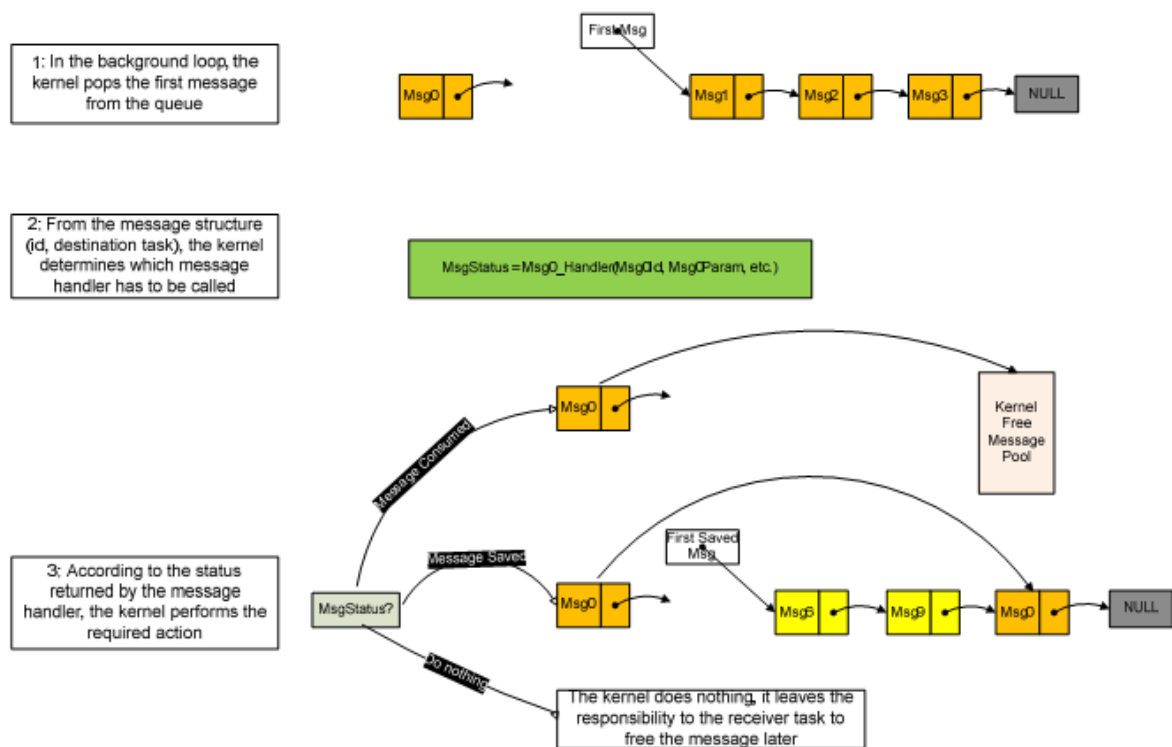 First Msg
1: In the background loop, the
kernel pops the first message
from the queue
Msg0
Msg1
Msg2
Msg3
NULL
2: From the message structure
(id, destination task), the kernel
determines which message
handler has to be called
MsgStatus=Msg0_Handler(Msg0Id, Msg0Param, etc.)
Msg0
Kernel
Free
Message
Pool
Message Consumed
3: According to the status
returned by the message
handler, the kernel performs the
required action
MsgStatus?
Message Saved
Msg0
First Saved
Msg
Msg5
Msg9
Msg0
NULL
Do nothing
The kernel does nothing, it leaves the
responsibility to the receiver task to
free the message later